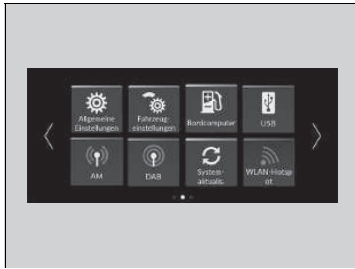 Allgemeine
Einstellungen
Fahrzeug-
einstellungen
Bordcomputer
USB
AM
DAB
System-
aktualis.
WLAN-Hotsp
ot